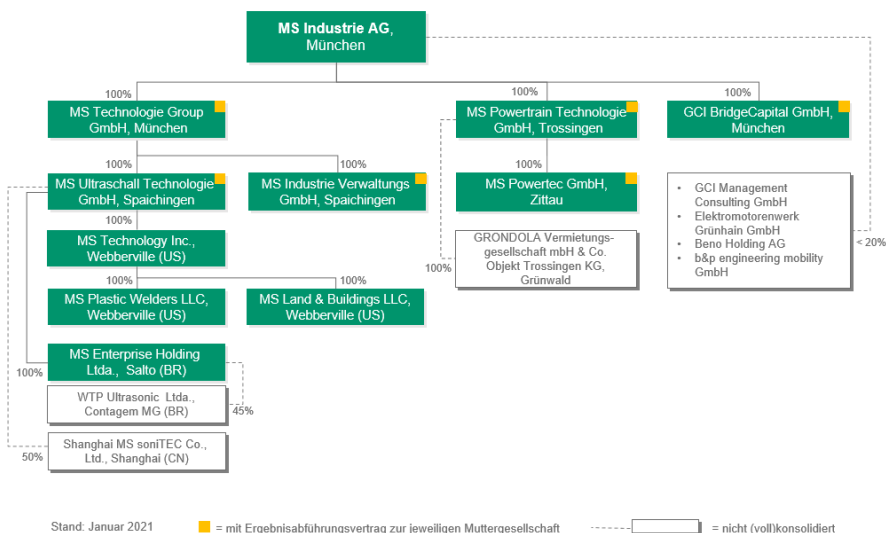 MS Industrie AG,
München
100%
100%
100%
MS Technologie Group
GmbH, München
MS Powertrain Technologie
GmbH, Trossingen
GCI BridgeCapital GmbH,
München
100%
100%
100%
MS Ultraschall Technologie
GmbH, Spaichingen
MS Industrie Verwaltungs
GmbH, Spaichingen
MS Powertec GmbH,
Zittau
• GCI Management
Consulting GmbH
• Elektromotorenwerk
Grünhain GmbH
• Beno Holding AG
• b&p engineering mobility
GmbH
< 20%
100%
MS Technology Inc.,
Webberville (US)
GRONDOLA Vermietungs-
gesellschaft mbH & Co.
Objekt Trossingen KG,
Grünwald
100%
100%
100%
MS Plastic Welders LLC,
Webberville (US)
MS Land & Buildings LLC,
Webberville (US)
MS Enterprise Holding
Ltda., Salto (BR)
100%
WTP Ultrasonic Ltda.,
Contagem MG (BR)
45%
Shanghai MS soniTEC Co.,
Ltd., Shanghai (CN)
50%
Stand: Januar 2021
= mit Ergebnisabführungsvertrag zur jeweiligen Muttergesellschaft
= nicht (voll)konsolidiert